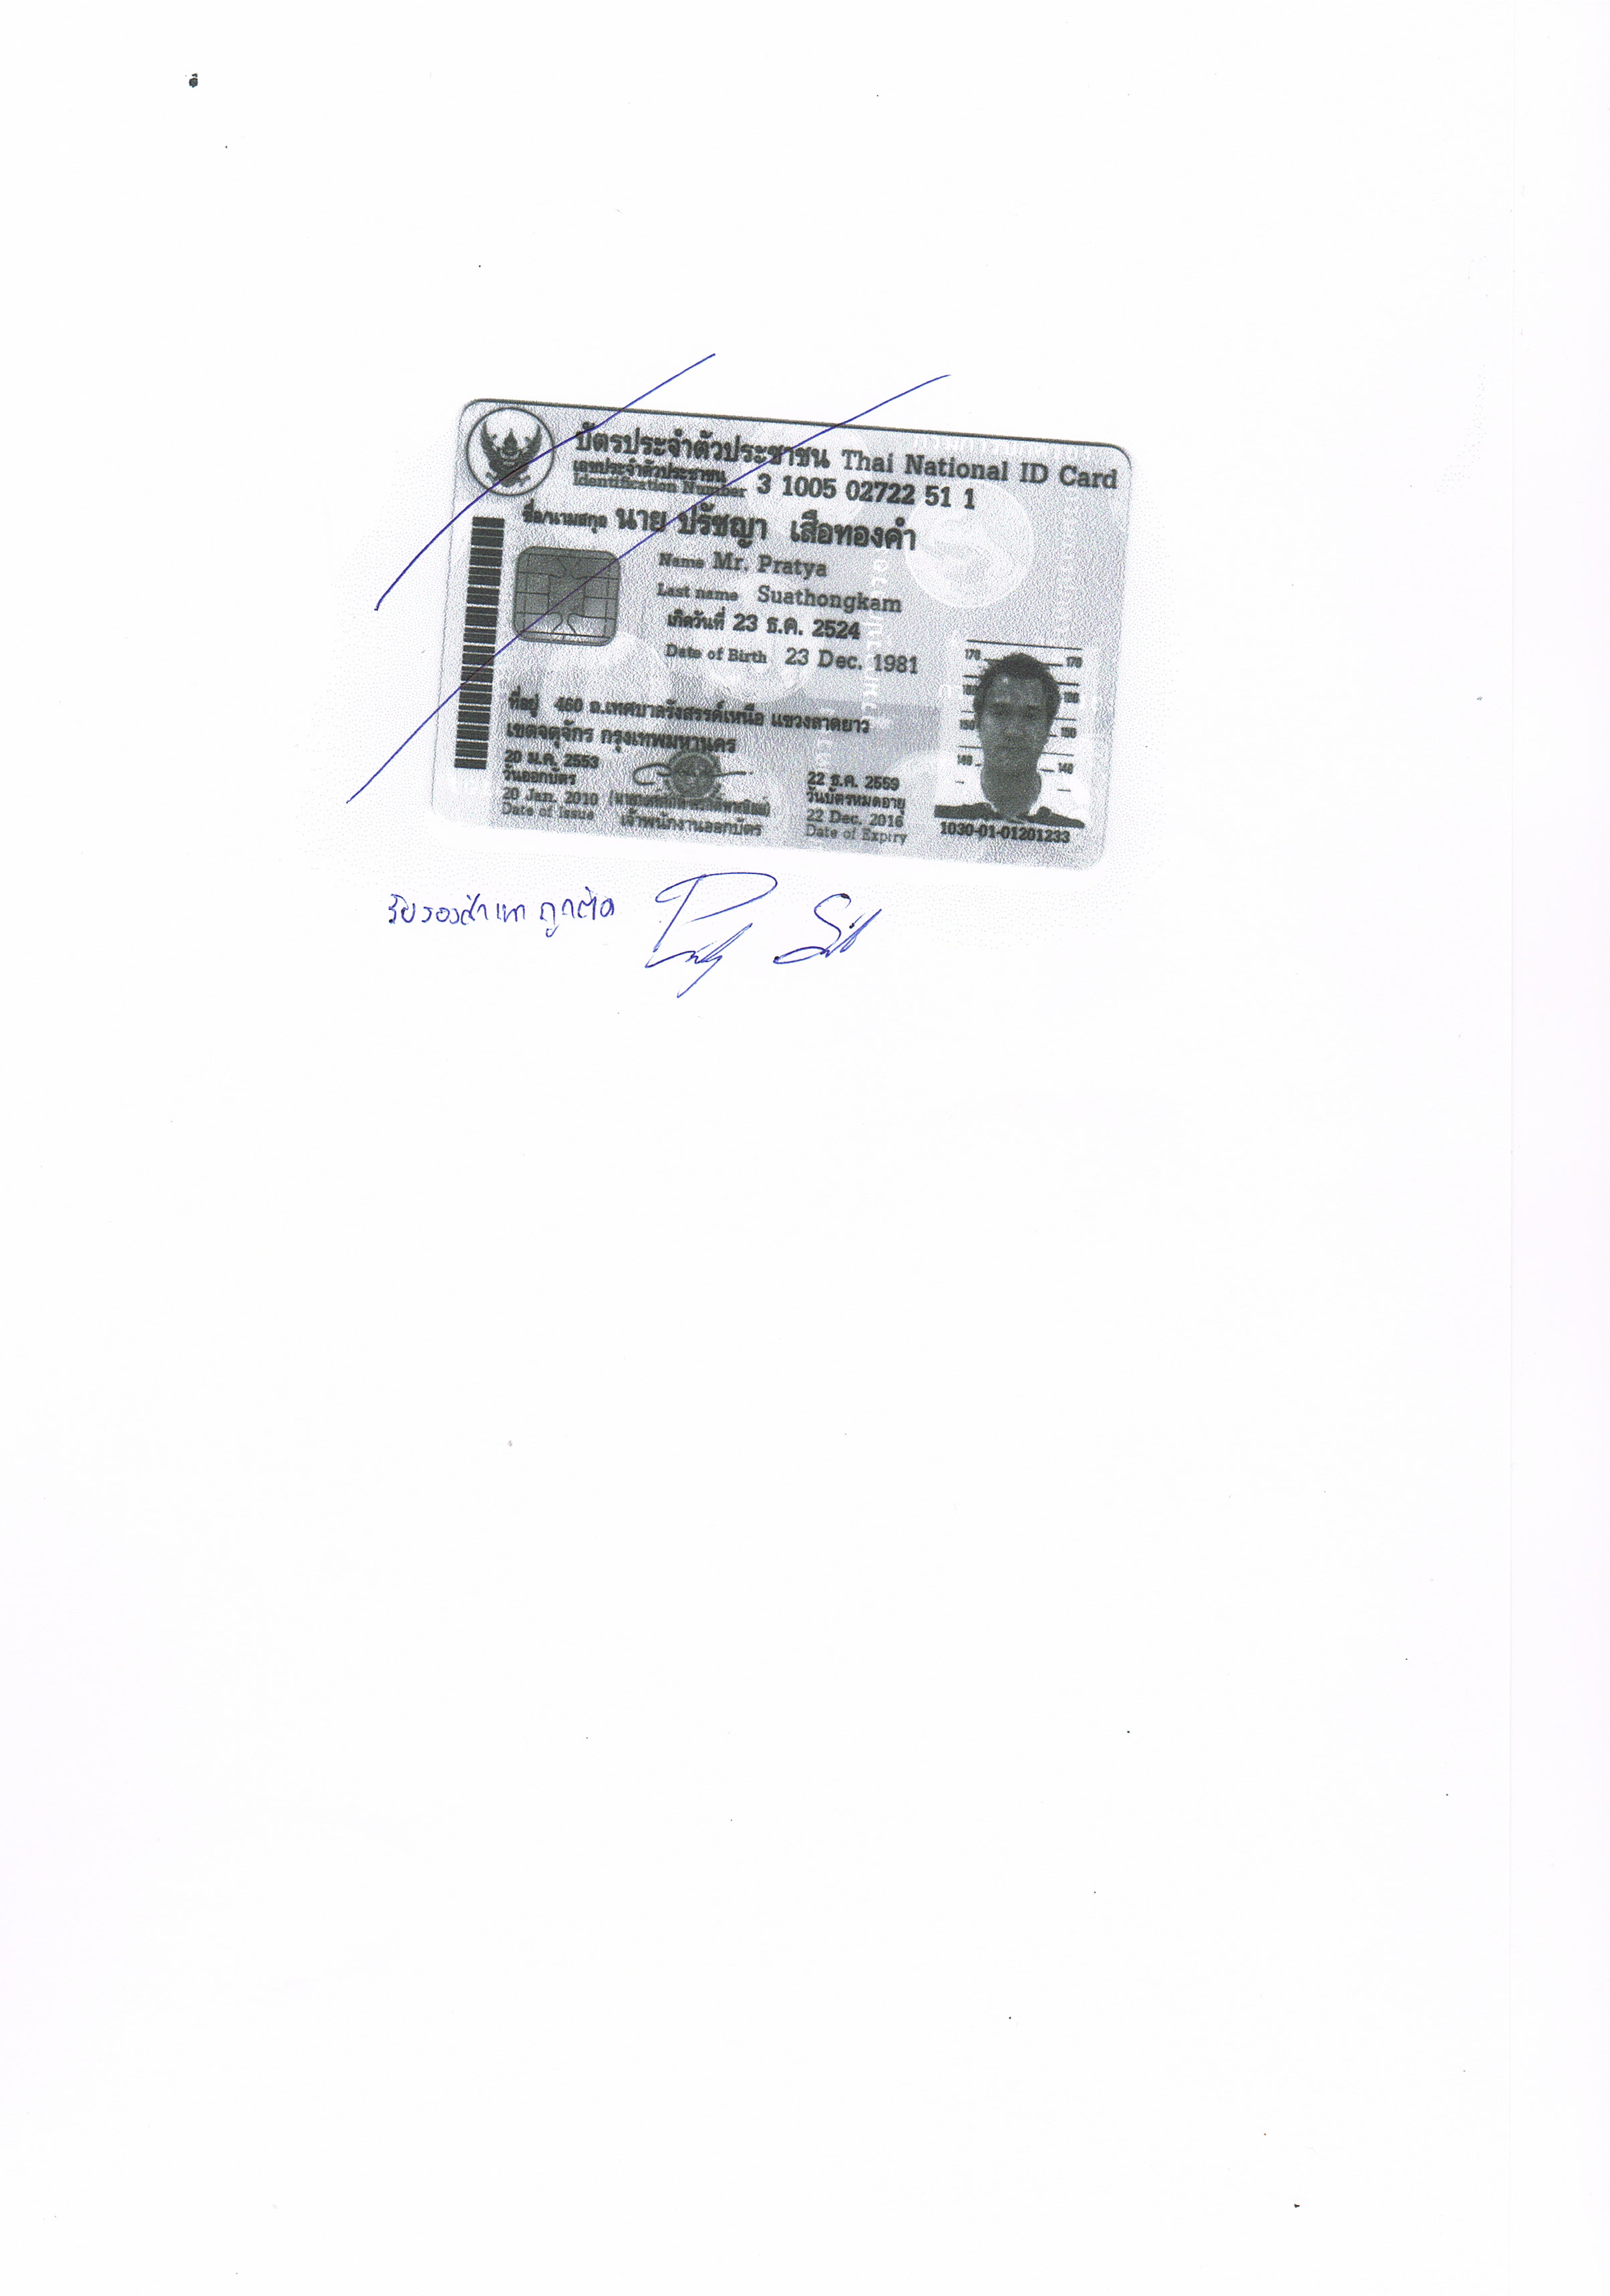 บัตรประจำตัวประชาชน Thai National ID Card
เลขประจำตัวประชาชน
Identification Number 3 1005 02722 51 1
ชื่อและนามสกุล นาย ปรัชญา เสือทองคำ
Name Mr. Pratya
Last name Suathongkam
เกิดวันที่ 23 ธ.ค. 2524
Date of Birth 23 Dec. 1981
ที่อยู่ 460 ถ.เทศบาลรังสรรค์เหนือ แขวงลาดยาว
เขตจตุจักร กรุงเทพมหานคร
20 ม.ค. 2553
วันออกบัตร
20 Jan. 2010
Date of Issue
เจ้าพนักงานออกบัตร
22 ธ.ค. 2559
วันบัตรหมดอายุ
22 Dec. 2016
Date of Expiry
170 170
160 160
150 150
140 140
1030-01-01201233
รับรองสำเนาถูกต้อง